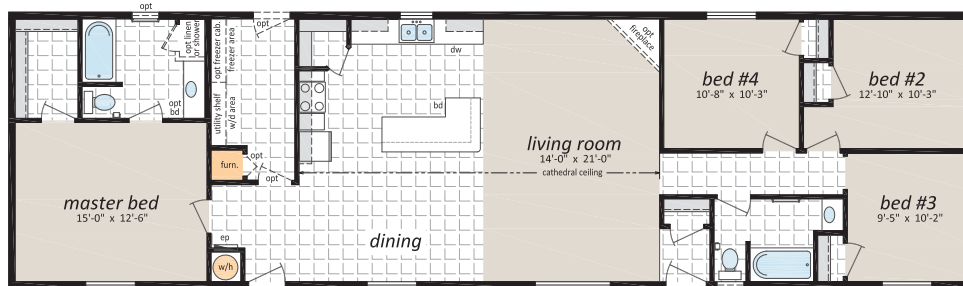 opt
opt linen
or shower
opt
bd
opt freezer cab.
freezer area
utility shelf
w/d area
opt
furn.
opt
opt
dw
bd
opt
fireplace
living room
14'-0" x 21'-0"
cathedral ceiling
bed #4
10'-8" x 10'-3"
bed #2
12'-10" x 10'-3"
master bed
15'-0" x 12'-6"
bed #3
9'-5" x 10'-2"
dining
ep
w/h